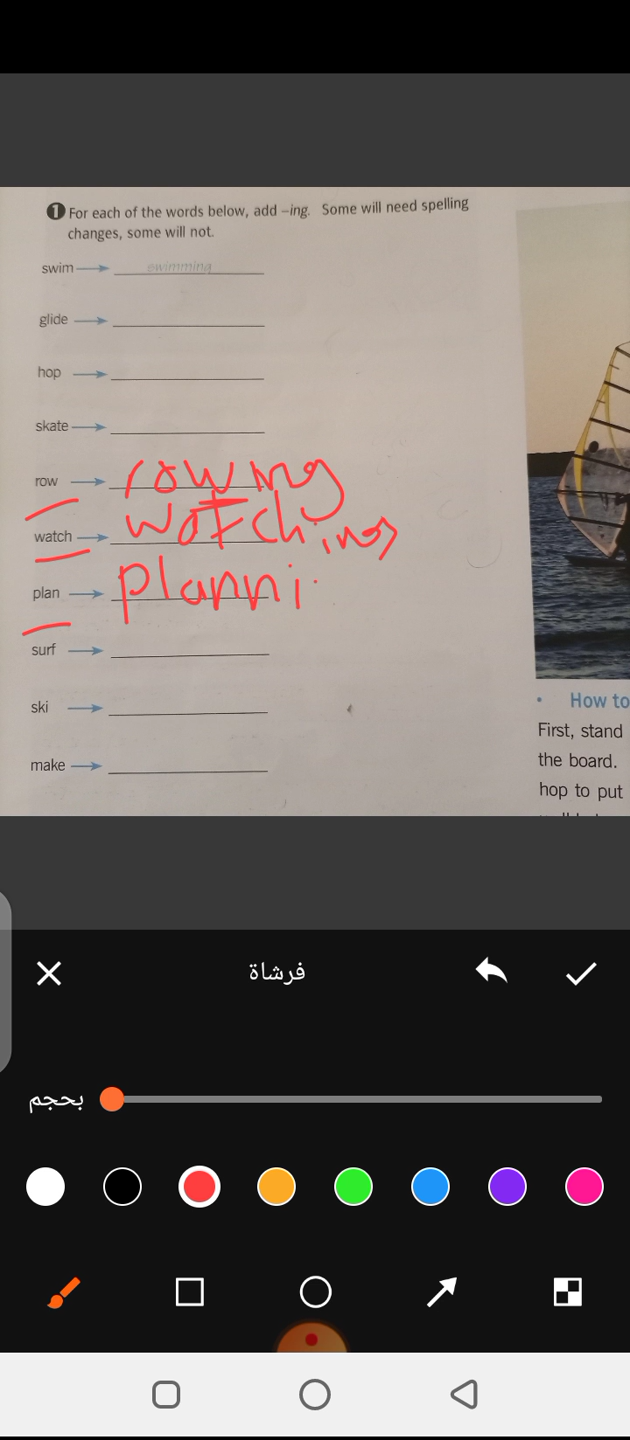 1 For each of the words below, add –ing. Some will need spelling
changes, some will not.
swim swimming
glide
hop
skate
row rowing
watch watching
plan planni
surf
ski
make
• How to
First, stand
the board.
hop to put
فرشاة
بحجم